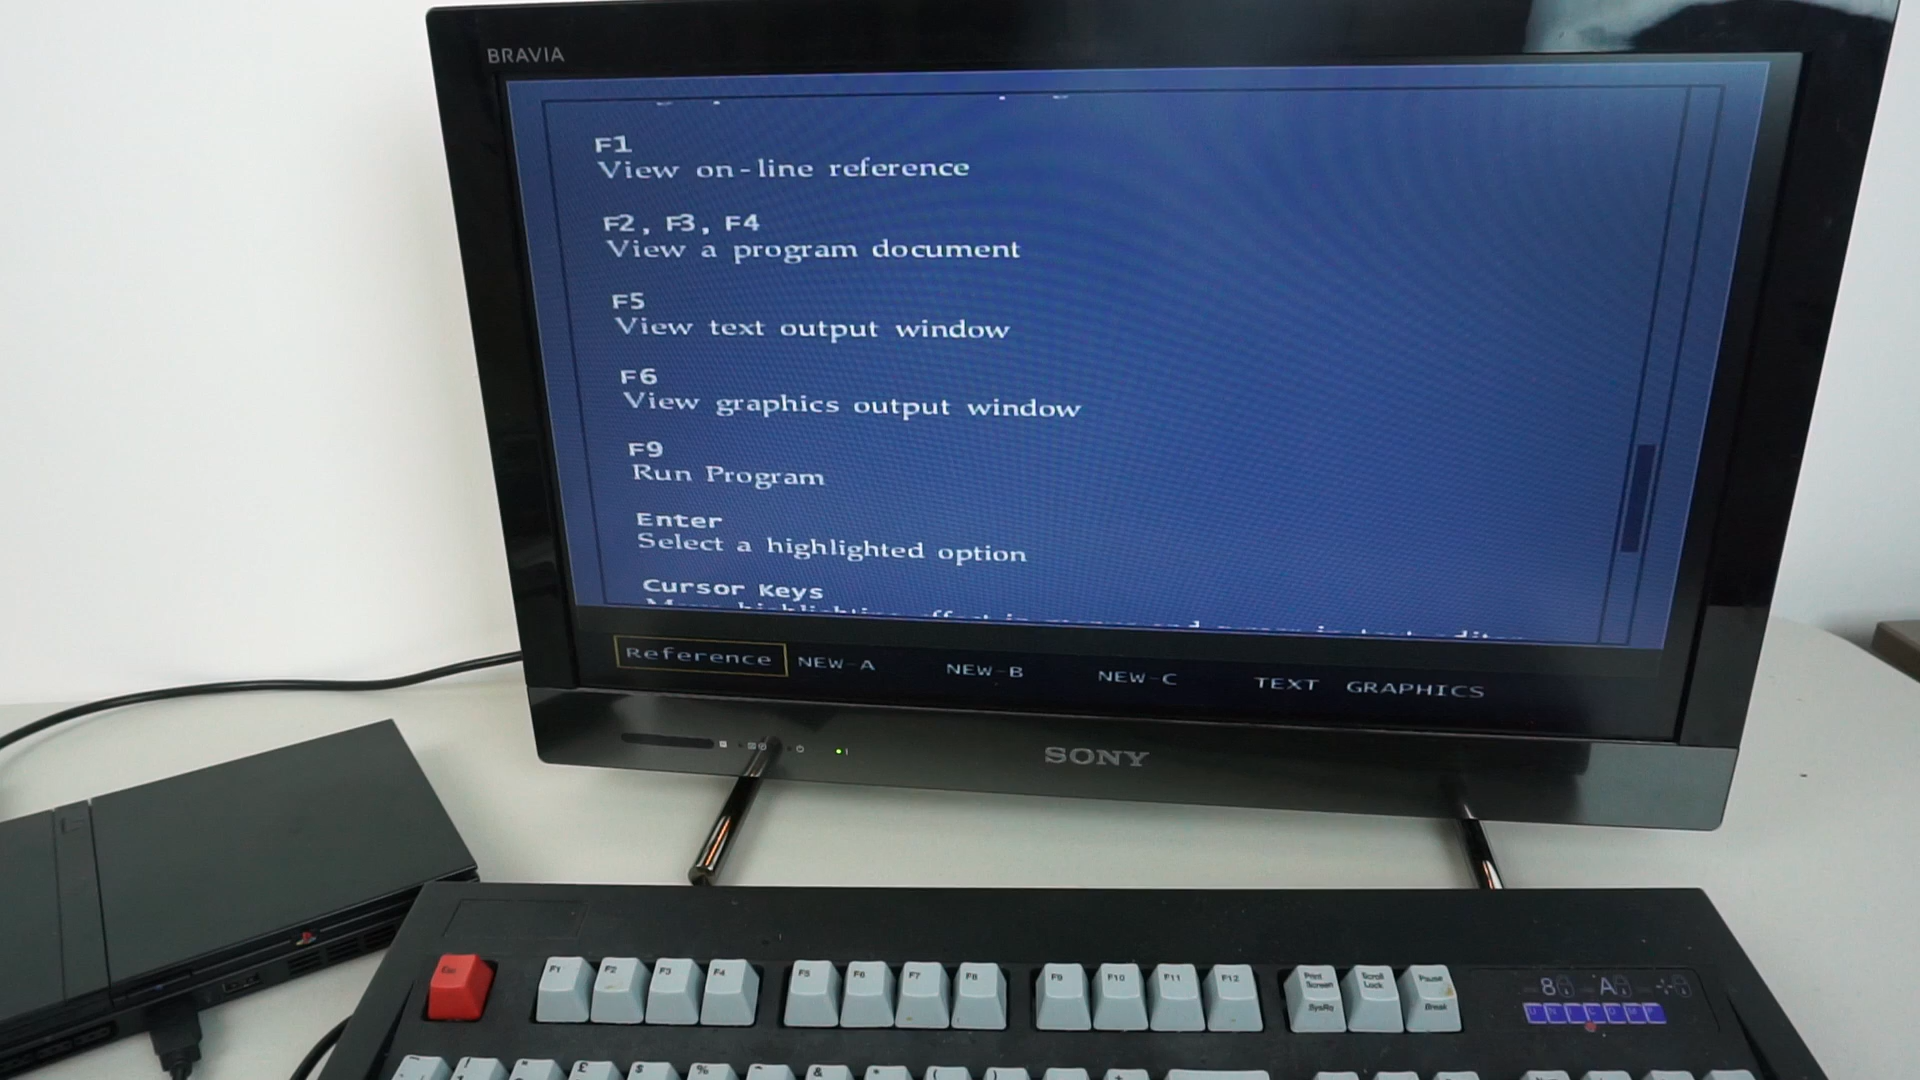 BRAVIA
F1
View on-line reference
F2, F3, F4
View a program document
F5
View text output window
F6
View graphics output window
F9
Run Program
Enter
Select a highlighted option
Cursor Keys
Reference NEW-A NEW-B NEW-C TEXT GRAPHICS
SONY
Esc F1 F2 F3 F4 F5 F6 F7 F8 F9 F10 F11 F12 Print Screen SysRq Scroll Lock Pause Break
8 A
! " £ $ % ^ & * ( ) +